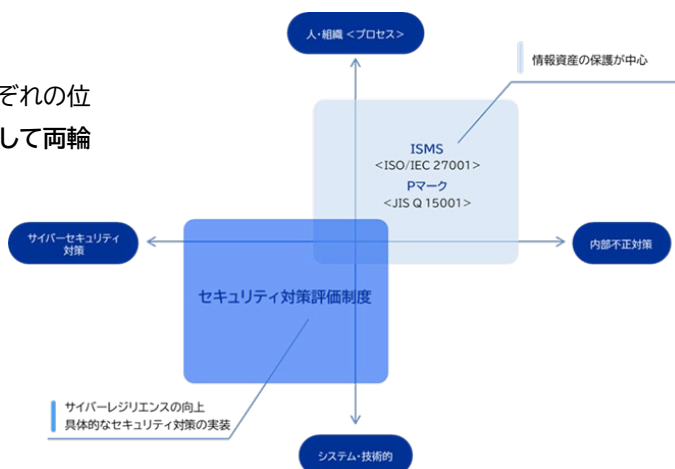 人・組織 <プロセス>
情報資産の保護が中心
ぞれの位
して両輪
ISMS
<ISO/IEC 27001>
Pマーク
<JIS Q 15001>
サイバーセキュリティ
対策
内部不正対策
セキュリティ対策評価制度
サイバーレジリエンスの向上
具体的なセキュリティ対策の実装
システム・技術的